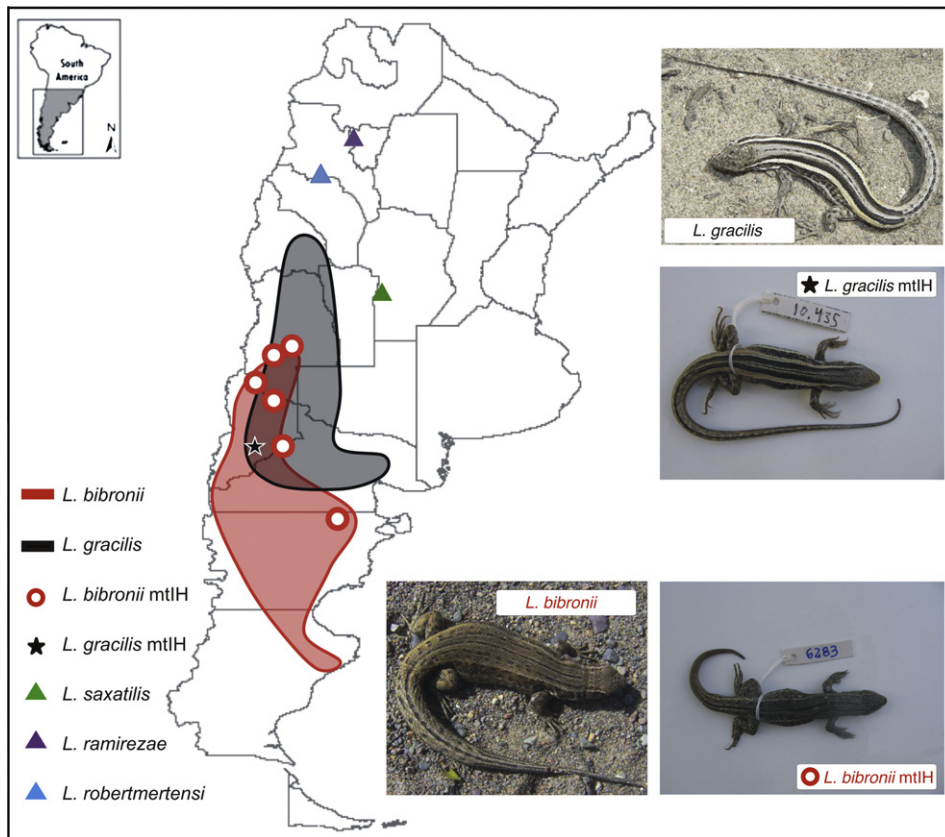 South
America
N
L. gracilis
L. gracilis mtIH
10.435
L. bibronii
L. gracilis
L. bibronii mtIH
L. gracilis mtIH
L. saxatilis
L. ramirezae
L. robertmertensi
L. bibronii
6283
L. bibronii mtIH